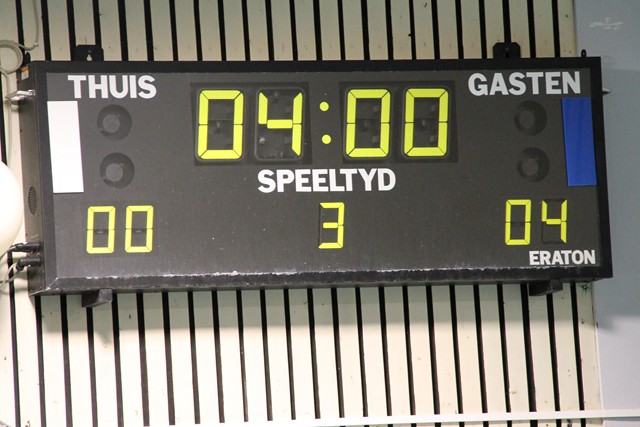 THUIS
GASTEN
04:00
SPEELTYD
00
3
04
ERATON